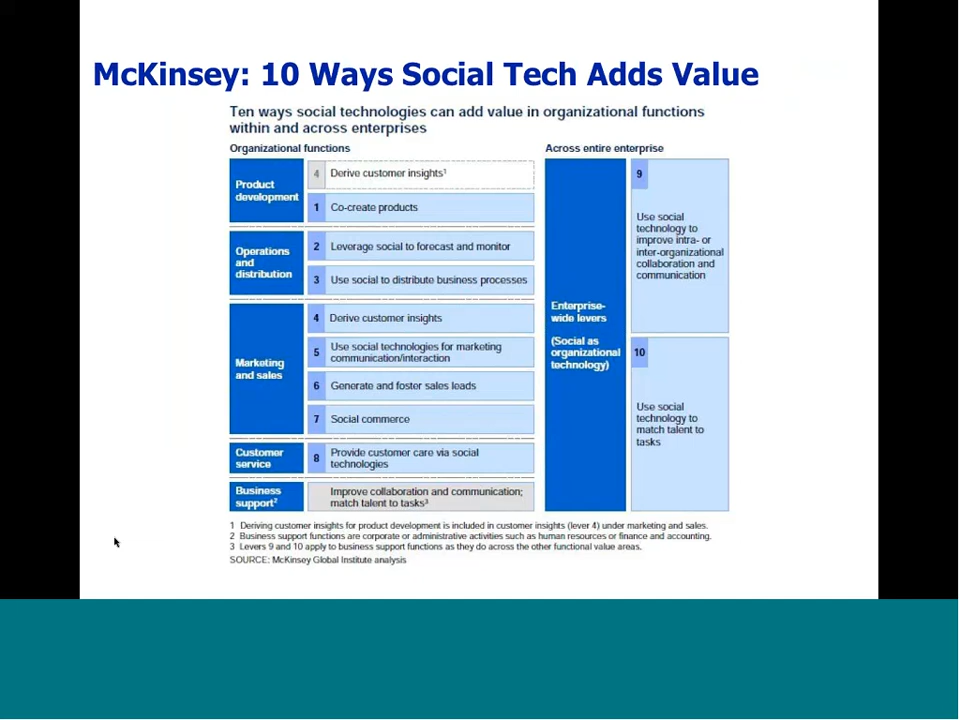 McKinsey: 10 Ways Social Tech Adds Value
Ten ways social technologies can add value in organizational functions
within and across enterprises
Organizational functions
Product
development
4 Derive customer insights¹
1 Co-create products
Operations
and
distribution
2 Leverage social to forecast and monitor
3 Use social to distribute business processes
Marketing
and sales
4 Derive customer insights
5 Use social technologies for marketing
communication/interaction
6 Generate and foster sales leads
7 Social commerce
Customer
service
8 Provide customer care via social
technologies
Business
support²
Improve collaboration and communication;
match talent to tasks³
Across entire enterprise
Enterprise-
wide levers
(Social as
organizational
technology)
9
Use social
technology to
improve intra- or
inter-organizational
collaboration and
communication
10
Use social
technology to
match talent to
tasks
1 Deriving customer insights for product development is included in customer insights (lever 4) under marketing and sales.
2 Business support functions are corporate or administrative activities such as human resources or finance and accounting.
3 Levers 9 and 10 apply to business support functions as they do across the other functional value areas.
SOURCE: McKinsey Global Institute analysis